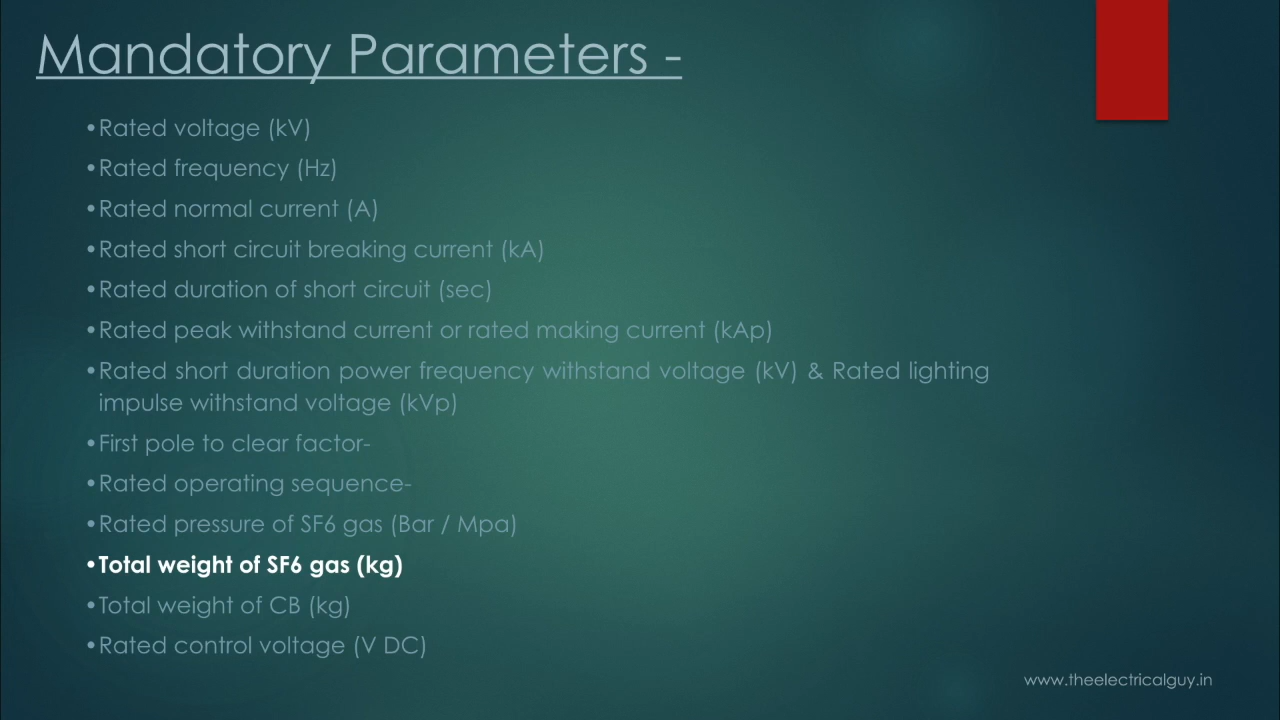 Mandatory Parameters -
•Rated voltage (kV)
•Rated frequency (Hz)
•Rated normal current (A)
•Rated short circuit breaking current (kA)
•Rated duration of short circuit (sec)
•Rated peak withstand current or rated making current (kAp)
•Rated short duration power frequency withstand voltage (kV) & Rated lighting
impulse withstand voltage (kVp)
•First pole to clear factor-
•Rated operating sequence-
•Rated pressure of SF6 gas (Bar / Mpa)
•Total weight of SF6 gas (kg)
•Total weight of CB (kg)
•Rated control voltage (V DC)
www.theelectricalguy.in